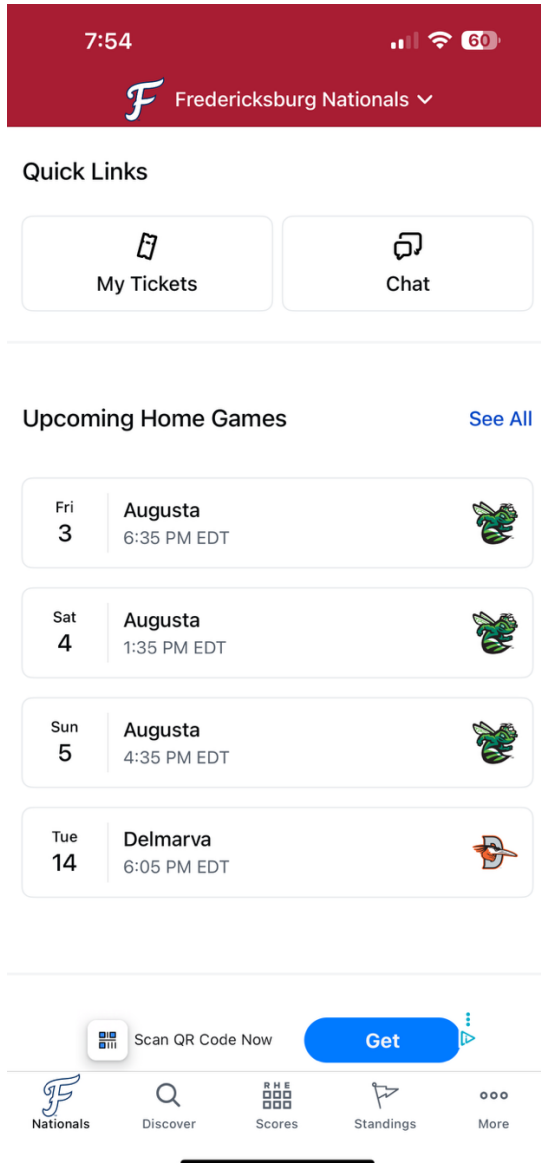 7:54
60
F Fredericksburg Nationals
Quick Links
My Tickets
Chat
Upcoming Home Games
See All
Fri
3
Augusta
6:35 PM EDT
Sat
4
Augusta
1:35 PM EDT
Sun
5
Augusta
4:35 PM EDT
Tue
14
Delmarva
6:05 PM EDT
D
Scan QR Code Now
Get
F
R H E
Nationals
Discover
Scores
Standings
More